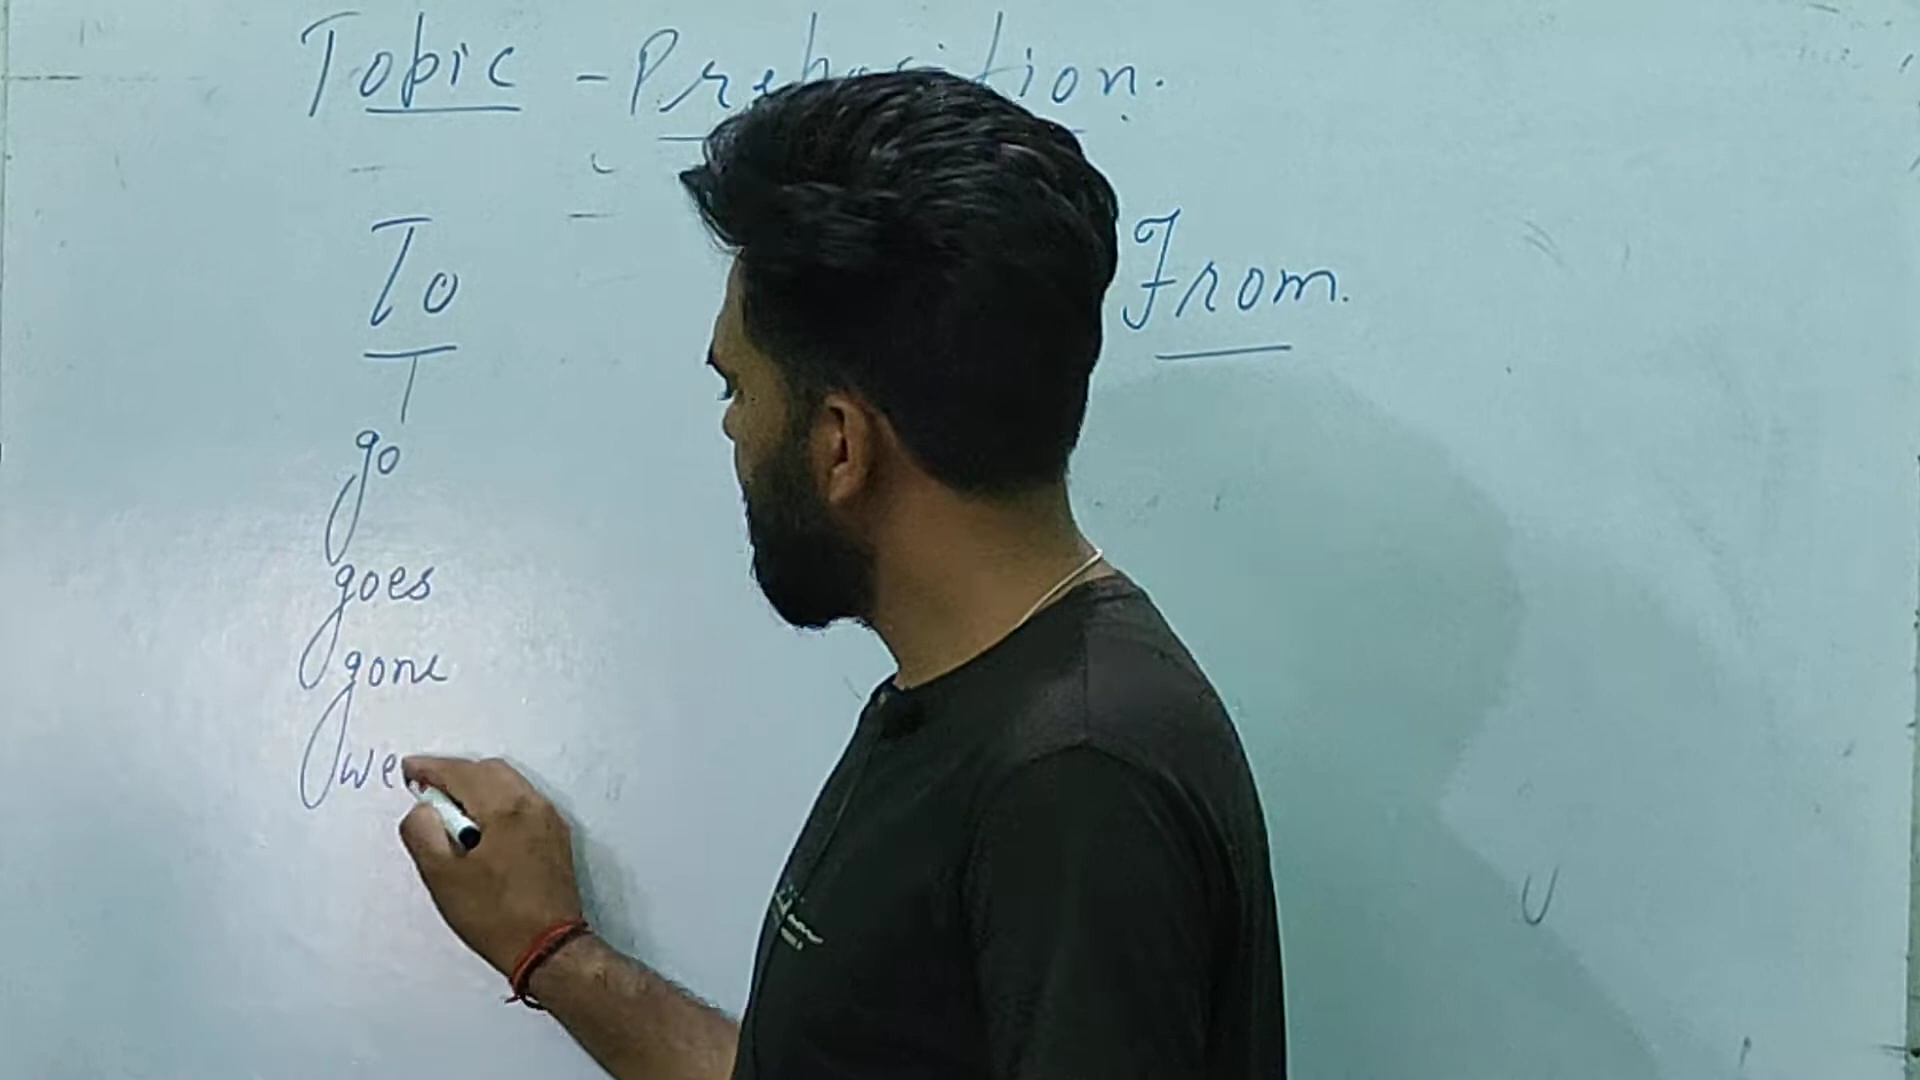 Topic - Preposition.
To From.
go
goes
gone
we